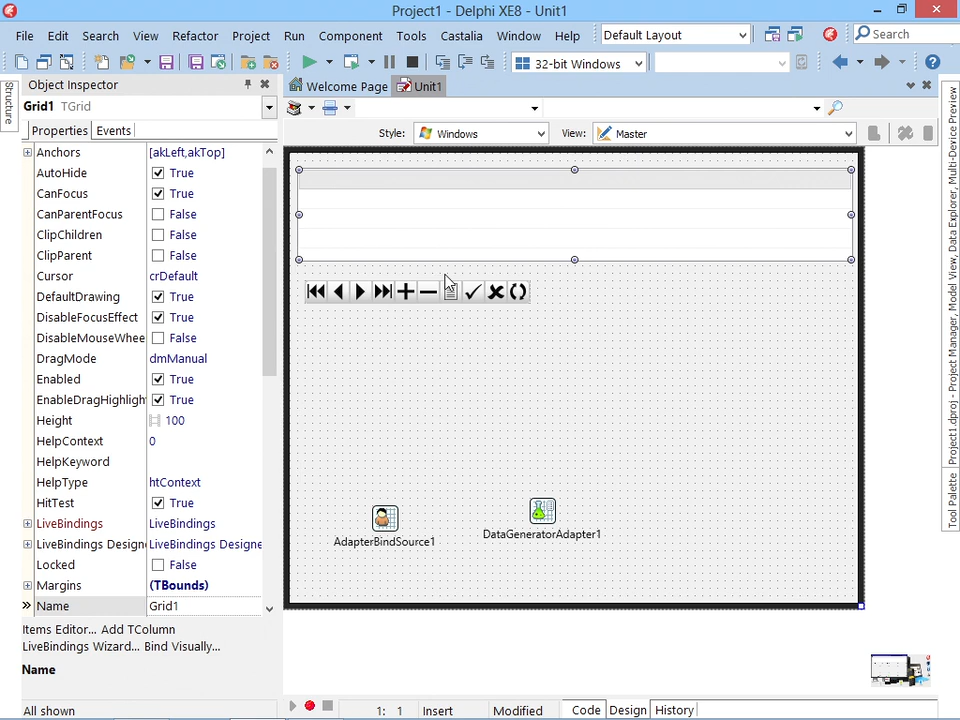 Project1 - Delphi XE8 - Unit1
File Edit Search View Refactor Project Run Component Tools Castalia Window Help Default Layout Search
32-bit Windows
Object Inspector
Welcome Page Unit1
Grid1 TGrid
Properties Events
Style: Windows View: Master
Anchors [akLeft,akTop]
AutoHide True
CanFocus True
CanParentFocus False
ClipChildren False
ClipParent False
Cursor crDefault
DefaultDrawing True
DisableFocusEffect True
DisableMouseWhee False
DragMode dmManual
Enabled True
EnableDragHighligh True
Height 100
HelpContext 0
HelpKeyword
HelpType htContext
HitTest True
LiveBindings LiveBindings
LiveBindings Design LiveBindings Designe
Locked False
Margins (TBounds)
Name Grid1
AdapterBindSource1
DataGeneratorAdapter1
Items Editor... Add TColumn
LiveBindings Wizard... Bind Visually...
Name
All shown
1: 1 Insert Modified Code Design History
Structure
Project1.dproj - Project Manager, Model View, Data Explorer, Multi-Device Preview
Tool Palette